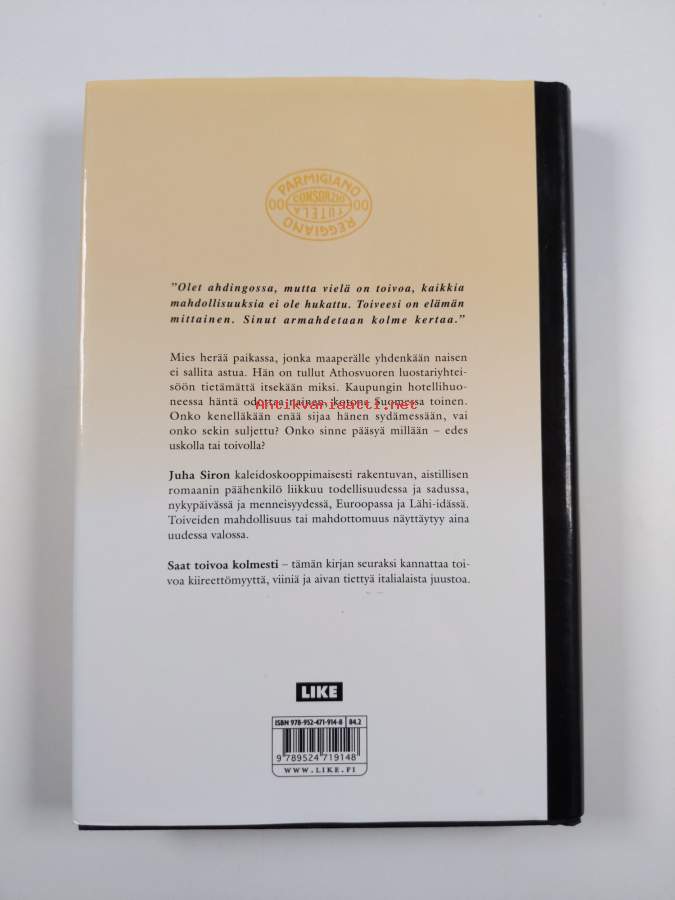 PARMIGIANO
00 CONSORZIO 00
TUTELA
REGGIANO
"Olet ahdingossa, mutta vielä on toivoa, kaikkia
mahdollisuuksia ei ole hukattu. Toiveesi on elämän
mittainen. Sinut armahdetaan kolme kertaa."
Mies herää paikassa, jonka maaperälle yhdenkään naisen
ei sallita astua. Hän on tullut Athosvuoren luostariyhtei-
söön tietämättä itsekään miksi. Kaupungin hotellihuo-
neessa häntä odottaa nainen, kotona Suomessa toinen.
Antikvariaatti.net
Onko kenelläkään enää sijaa hänen sydämessään, vai
onko sekin suljettu? Onko sinne pääsyä millään – edes
uskolla tai toivolla?
Juha Siron kaleidoskooppimaisesti rakentuvan, aistillisen
romaanin päähenkilö liikkuu todellisuudessa ja sadussa,
nykypäivässä ja menneisyydessä, Euroopassa ja Lähi-idässä.
Toiveiden mahdollisuus tai mahdottomuus näyttäytyy aina
uudessa valossa.
Saat toivoa kolmesti – tämän kirjan seuraksi kannattaa toi-
voa kiireettömyyttä, viiniä ja aivan tiettyä italialaista juustoa.
LIKE
ISBN 978-952-471-914-8 84.2
9 789524 719148
WWW.LIKE.FI